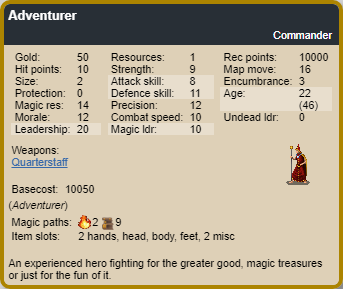 Adventurer
Commander
Gold: 50 Resources: 1 Rec points: 10000
Hit points: 10 Strength: 9 Map move: 16
Size: 2 Attack skill: 8 Encumbrance: 3
Protection: 0 Defence skill: 11 Age: 22
Magic res: 14 Precision: 12 (46)
Morale: 12 Combat speed: 10 Undead ldr: 0
Leadership: 20 Magic ldr: 10
Weapons:
Quarterstaff
Basecost: 10050
(Adventurer)
Magic paths: 2 9
Item slots: 2 hands, head, body, feet, 2 misc
An experienced hero fighting for the greater good, magic treasures
or just for the fun of it.